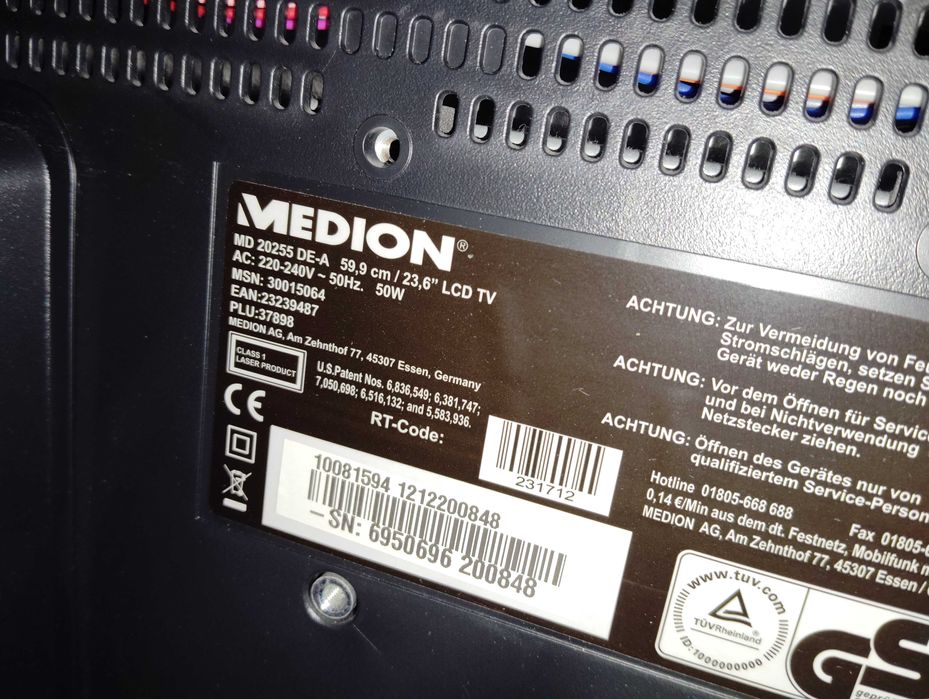 MEDION®
MD 20255 DE-A 59,9 cm / 23,6" LCD TV
AC: 220-240V ~ 50Hz. 50W
MSN: 30015064
EAN:23239487
PLU:37898
MEDION AG, Am Zehnthof 77, 45307 Essen, Germany
CLASS 1
LASER PRODUCT
U.S.Patent Nos. 6,836,549; 6,381,747;
7,050,698; 6,516,132; and 5,583,936.
RT-Code:
CE
231712
10081594 1212200848
SN: 6950696 200848
ACHTUNG: Zur Vermeidung von
Stromschlägen, setzen
Gerät weder Regen noch
ACHTUNG: Vor dem Öffnen für
und bei Nichtverwendung
Netzstecker ziehen.
ACHTUNG: Öffnen des Gerätes nur von
qualifiziertem
Hotline 01805-668 688 Fax
0,14 €/Min aus dem dt. Festnetz, Mobilfunk
MEDION AG, Am Zehnthof 77, 45307 Essen /
www.tuv.com
TÜVRheinland®
ID:1000000000
GS